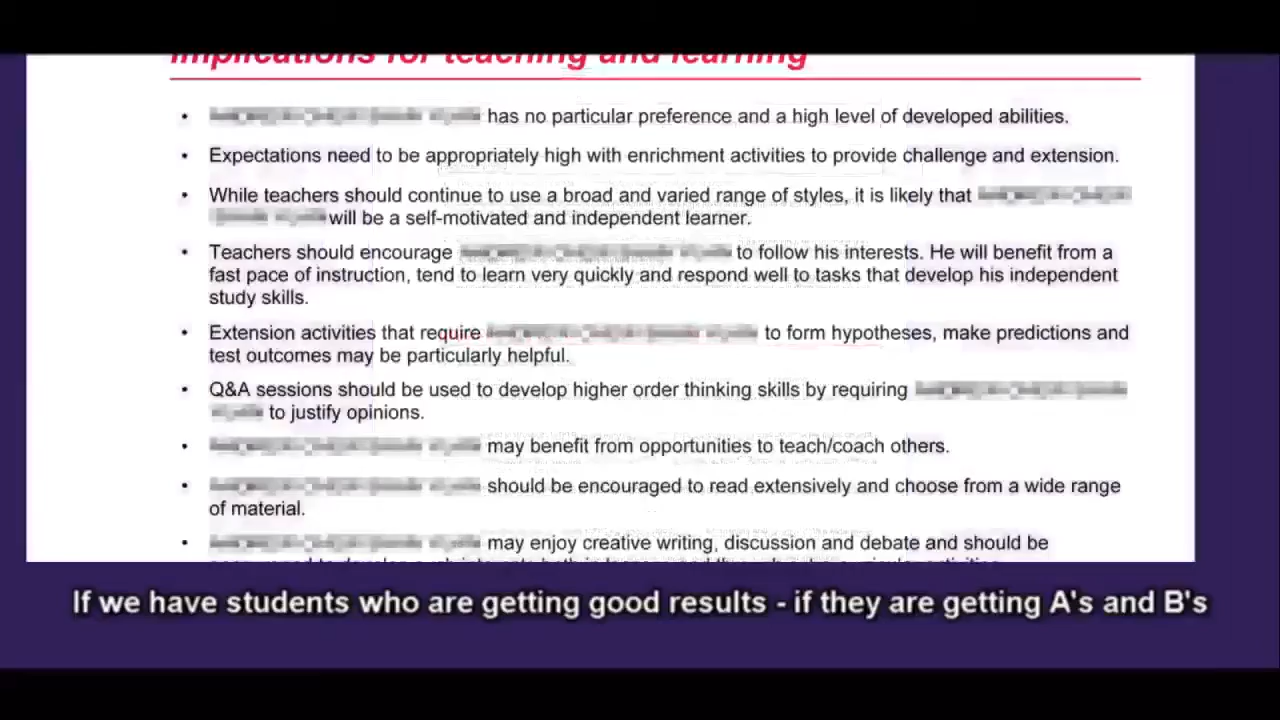 Implications for teaching and learning
• has no particular preference and a high level of developed abilities.
• Expectations need to be appropriately high with enrichment activities to provide challenge and extension.
• While teachers should continue to use a broad and varied range of styles, it is likely that
will be a self-motivated and independent learner.
• Teachers should encourage to follow his interests. He will benefit from a
fast pace of instruction, tend to learn very quickly and respond well to tasks that develop his independent
study skills.
• Extension activities that require to form hypotheses, make predictions and
test outcomes may be particularly helpful.
• Q&A sessions should be used to develop higher order thinking skills by requiring
to justify opinions.
• may benefit from opportunities to teach/coach others.
• should be encouraged to read extensively and choose from a wide range
of material.
• may enjoy creative writing, discussion and debate and should be
If we have students who are getting good results - if they are getting A's and B's